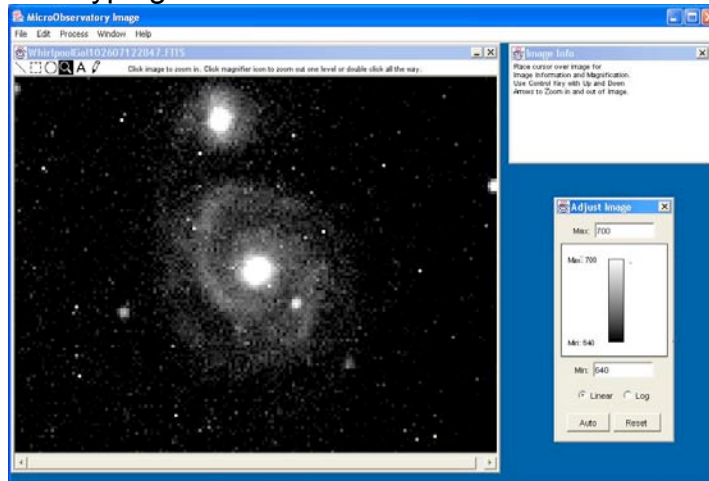 MicroObservatory Image
File Edit Process Window Help
WhirlpoolGal102607122847.FITS
A
Click image to zoom in. Click magnifier icon to zoom out one level or double click all the way.
Image Info
Place cursor over image for
Image Information and Magnification.
Use Control Key with Up and Down
Arrows to Zoom in and out of Image.
Adjust Image
Max: 700
Max: 700
Min: 640
Min: 640
Linear Log
Auto Reset